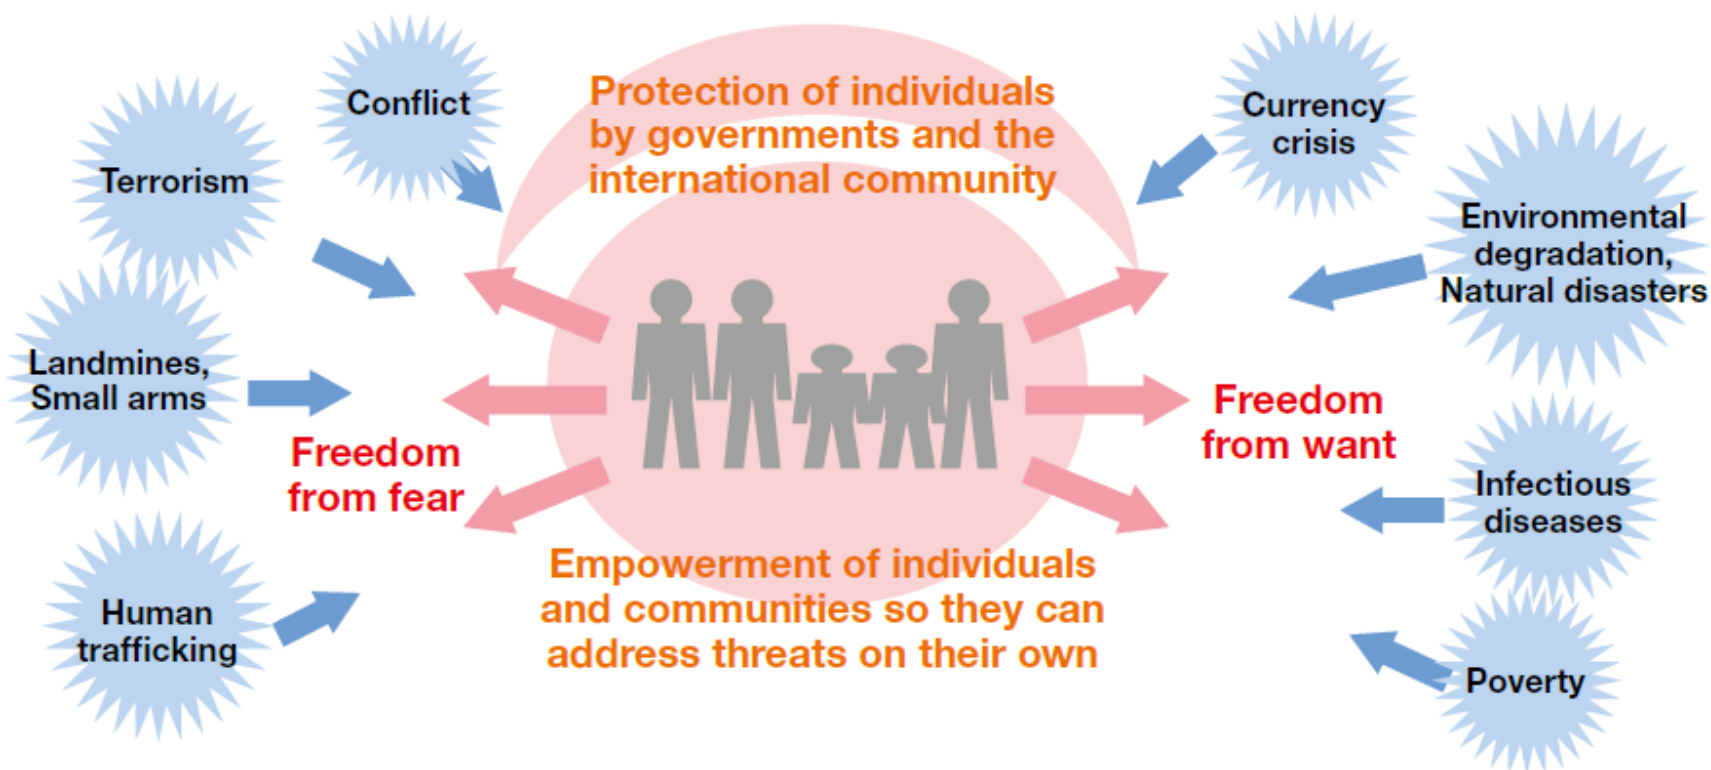 Conflict
Terrorism
Landmines,
Small arms
Human
trafficking
Freedom
from fear
Protection of individuals
by governments and the
international community
Empowerment of individuals
and communities so they can
address threats on their own
Freedom
from want
Currency
crisis
Environmental
degradation,
Natural disasters
Infectious
diseases
Poverty